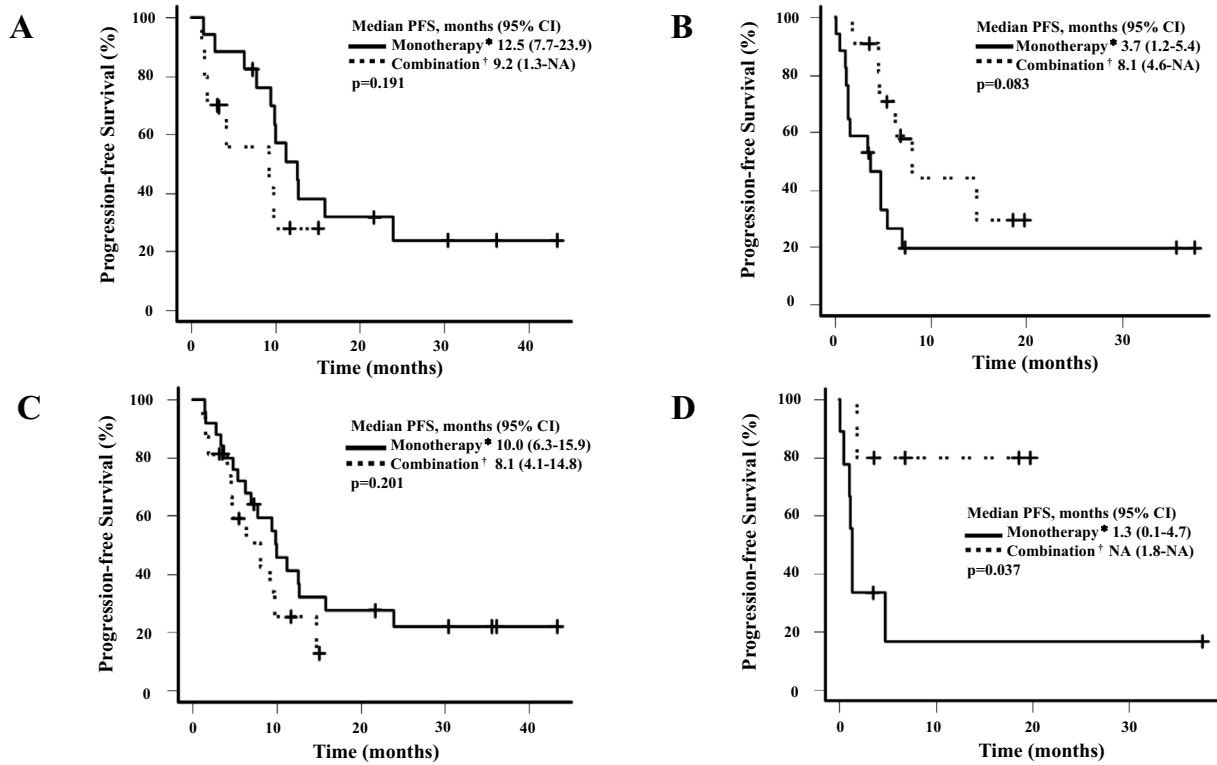 A
Progression-free Survival (%)
100
80
60
40
20
0
Median PFS, months (95% CI)
Monotherapy* 12.5 (7.7-23.9)
Combination† 9.2 (1.3-NA)
p=0.191
0 10 20 30 40
Time (months)
B
Progression-free Survival (%)
100
80
60
40
20
0
Median PFS, months (95% CI)
Monotherapy* 3.7 (1.2-5.4)
Combination† 8.1 (4.6-NA)
p=0.083
0 10 20 30
Time (months)
C
Progression-free Survival (%)
100
80
60
40
20
0
Median PFS, months (95% CI)
Monotherapy* 10.0 (6.3-15.9)
Combination† 8.1 (4.1-14.8)
p=0.201
0 10 20 30 40
Time (months)
D
Progression-free Survival (%)
100
80
60
40
20
0
Median PFS, months (95% CI)
Monotherapy* 1.3 (0.1-4.7)
Combination† NA (1.8-NA)
p=0.037
0 10 20 30
Time (months)